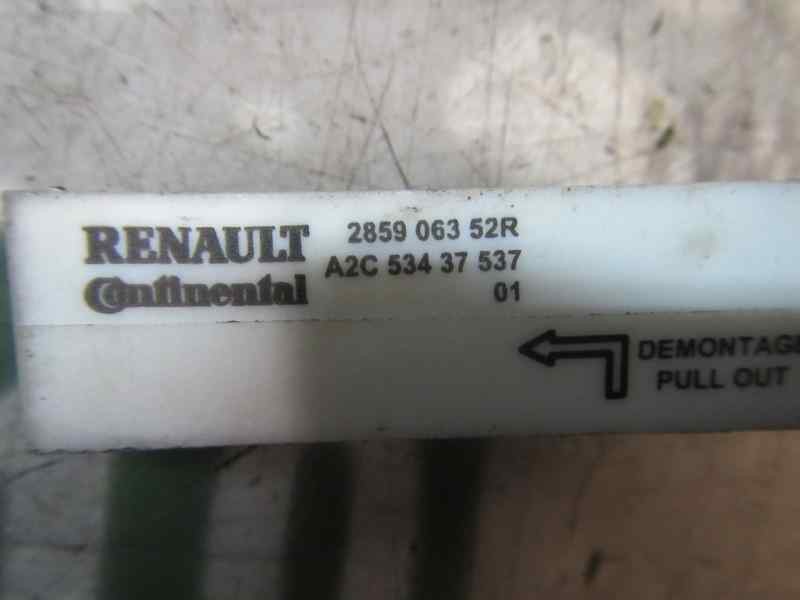 RENAULT 2859 063 52R
Continental A2C 534 37 537
01
DEMONTAGE
PULL OUT